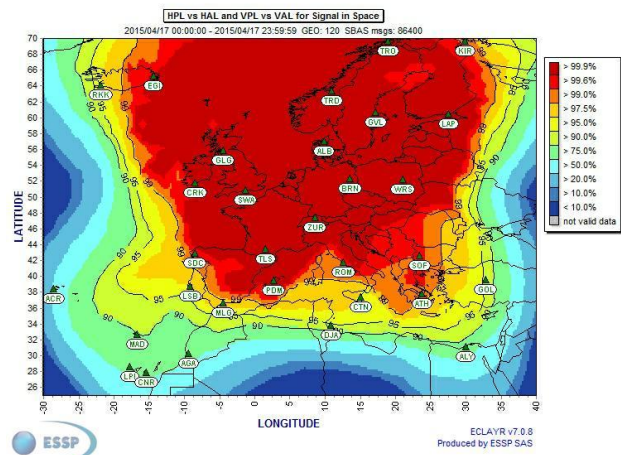 HPL vs HAL and VPL vs VAL for Signal in Space
2015/04/17 00:00:00 - 2015/04/17 23:59:59 GEO: 120 SBAS msgs: 86400
LATITUDE
70
68
66
64
62
60
58
56
54
52
50
48
46
44
42
40
38
36
34
32
30
28
26
TRO
KIR
EGI
RKK
TRD
GVL
LAP
ALB
GLG
CRK
SWA
BRN
WRS
ZUR
TLS
SDC
ROM
SOF
LSB
PDM
GOL
ACR
MLG
CTN
ATH
MAD
DJA
AGA
ALY
LPI
CNR
-30
-25
-20
-15
-10
-5
0
5
10
15
20
25
30
35
40
LONGITUDE
> 99.9%
> 99.6%
> 99.0%
> 97.5%
> 90.0%
> 75.0%
> 50.0%
> 20.0%
> 10.0%
< 10.0%
not valid data
ESSP
ECLAYR v7.0.8
Produced by ESSP SAS